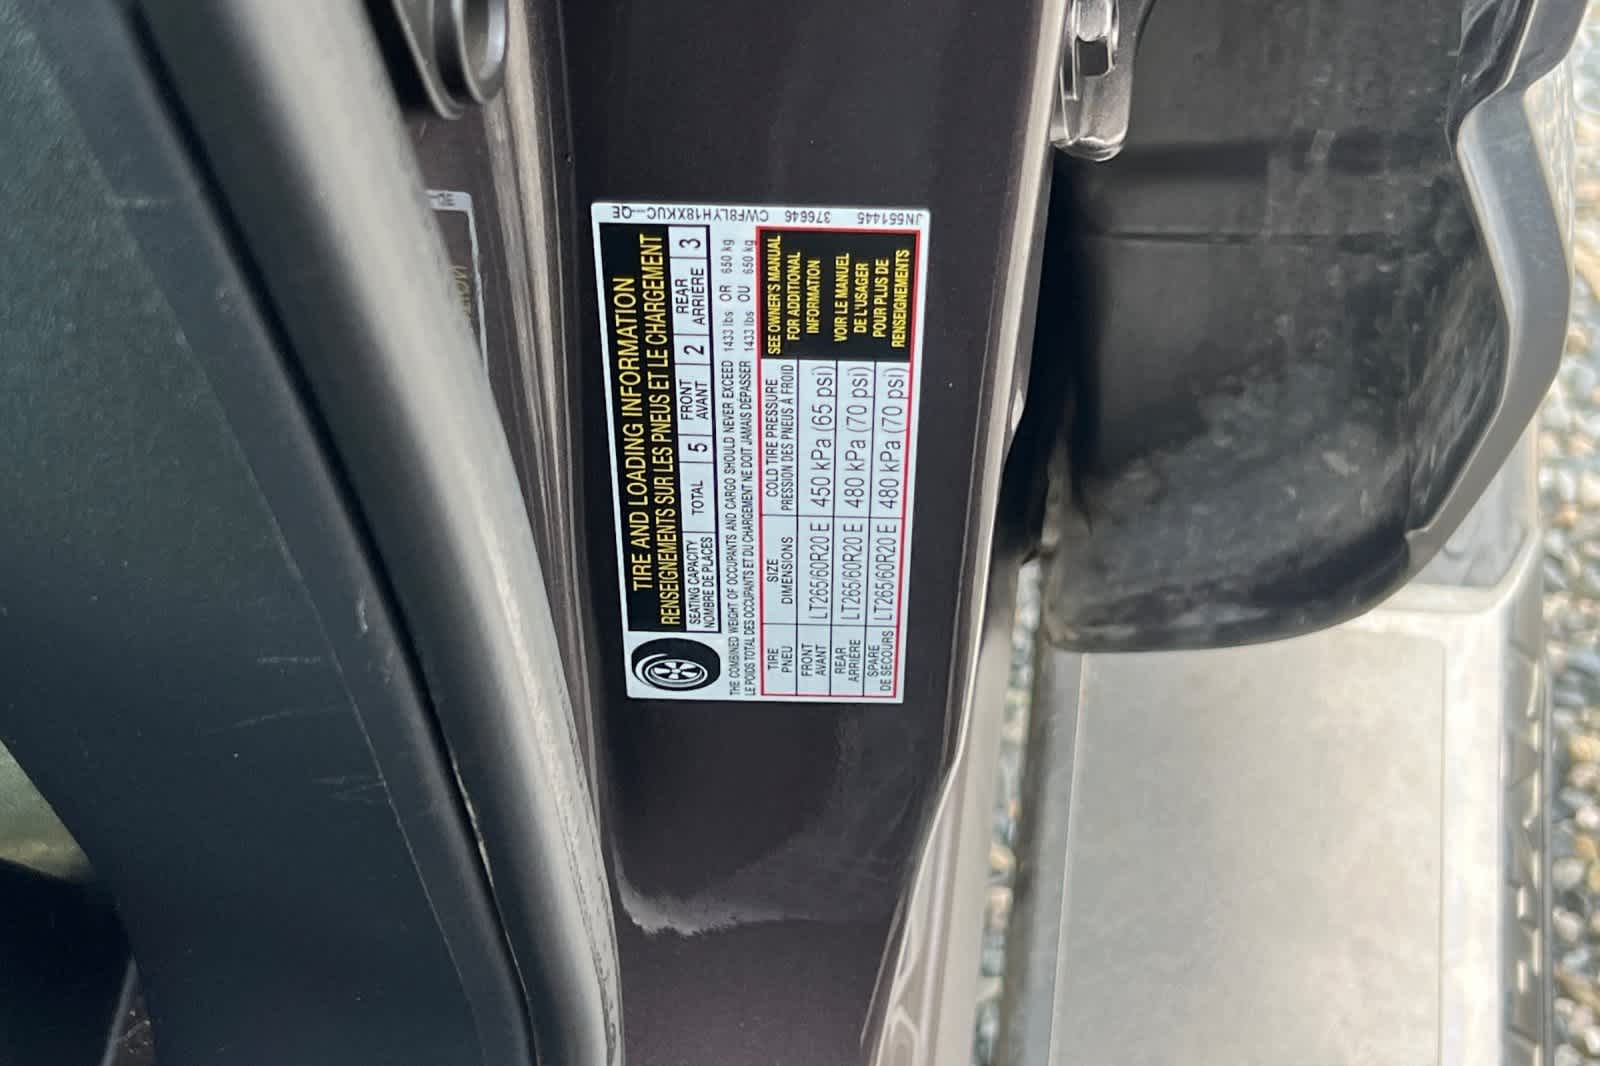 TIRE AND LOADING INFORMATION
RENSEIGNEMENTS SUR LES PNEUS ET LE CHARGEMENT
SEATING CAPACITY
NOMBRE DE PLACES
TOTAL 5
FRONT
AVANT
2
REAR
ARRIÈRE
3
THE COMBINED WEIGHT OF OCCUPANTS AND CARGO SHOULD NEVER EXCEED 1433 lbs OR 650 kg
LE POIDS TOTAL DES OCCUPANTS ET DU CHARGEMENT NE DOIT JAMAIS DÉPASSER 1433 lbs OU 650 kg
TIRE
PNEU
SIZE
DIMENSIONS
COLD TIRE PRESSURE
PRESSION DES PNEUS À FROID
FRONT
AVANT
LT265/60R20 E 450 kPa (65 psi)
REAR
ARRIÈRE
LT265/60R20 E 480 kPa (70 psi)
SPARE
DE SECOURS
LT265/60R20 E 480 kPa (70 psi)
SEE OWNER'S MANUAL
FOR ADDITIONAL
INFORMATION
VOIR LE MANUEL
DE L'USAGER
POUR PLUS DE
RENSEIGNEMENTS
JN551445 376646 CWF8LYH18XKUC---QE